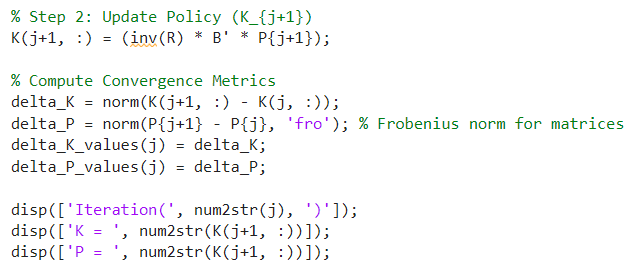 % Step 2: Update Policy (K_{j+1})
K(j+1, :) = (inv(R) * B' * P{j+1});
% Compute Convergence Metrics
delta_K = norm(K(j+1, :) - K(j, :));
delta_P = norm(P{j+1} - P{j}, 'fro'); % Frobenius norm for matrices
delta_K_values(j) = delta_K;
delta_P_values(j) = delta_P;
disp(['Iteration(', num2str(j), ')']);
disp(['K = ', num2str(K(j+1, :))]);
disp(['P = ', num2str(K(j+1, :))]);